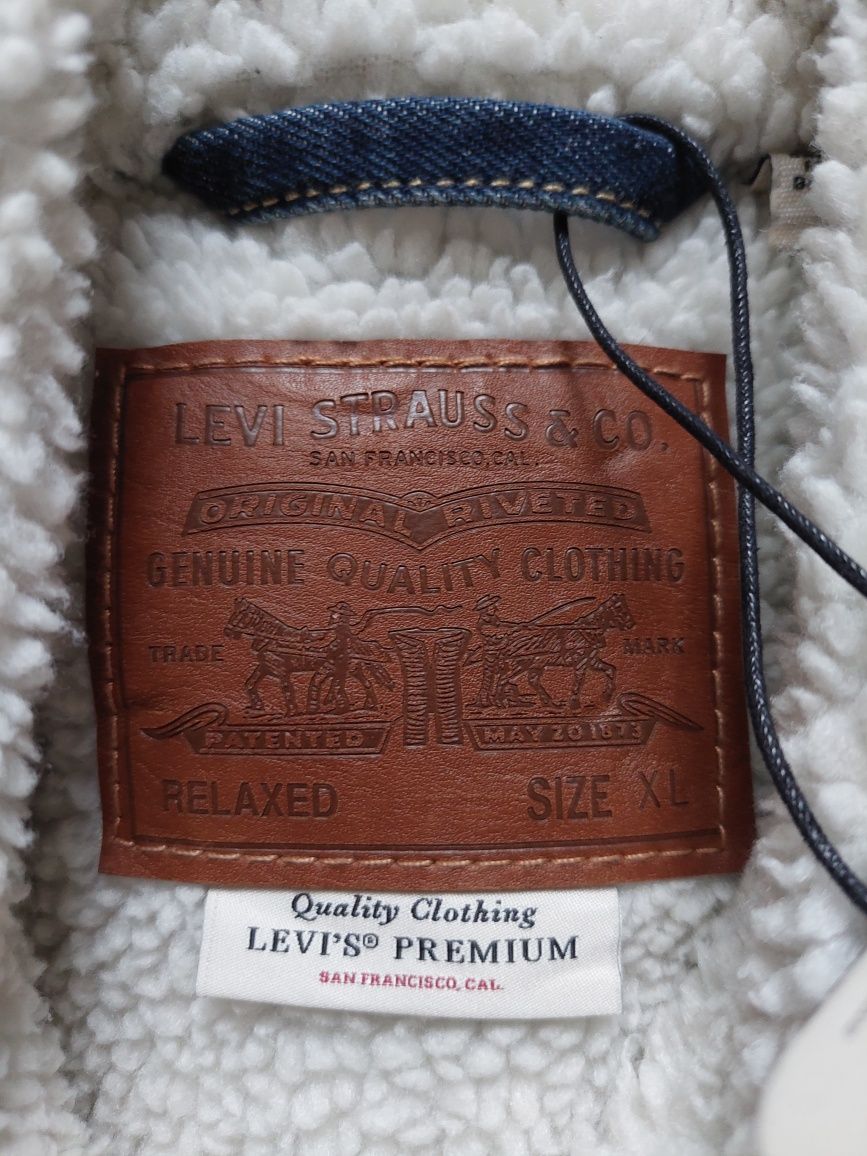 LEVI STRAUSS & CO.
SAN FRANCISCO, CAL.
ORIGINAL RIVETED
GENUINE QUALITY CLOTHING
TRADE MARK
PATENTED MAY 20 1873
RELAXED SIZE XL
Quality Clothing
LEVI'S® PREMIUM
SAN FRANCISCO, CAL.